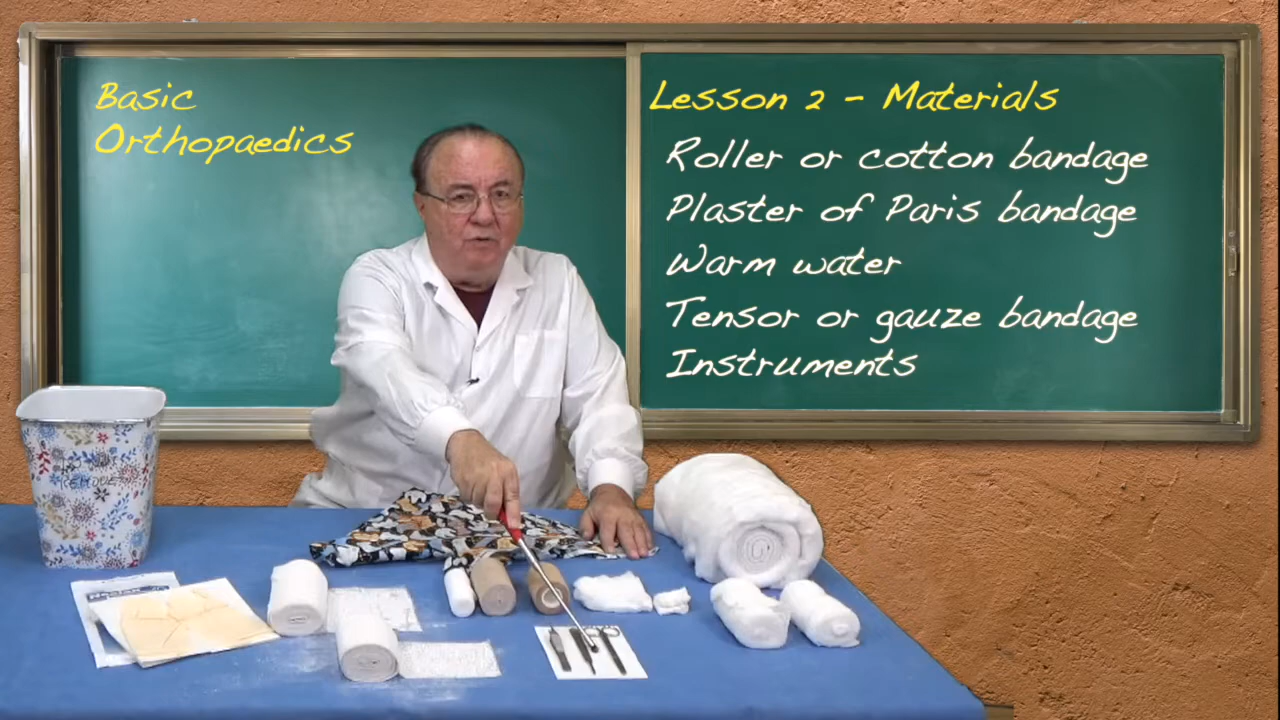 Basic
Orthopaedics
Lesson 2 - Materials
Roller or cotton bandage
Plaster of Paris bandage
Warm water
Tensor or gauze bandage
Instruments